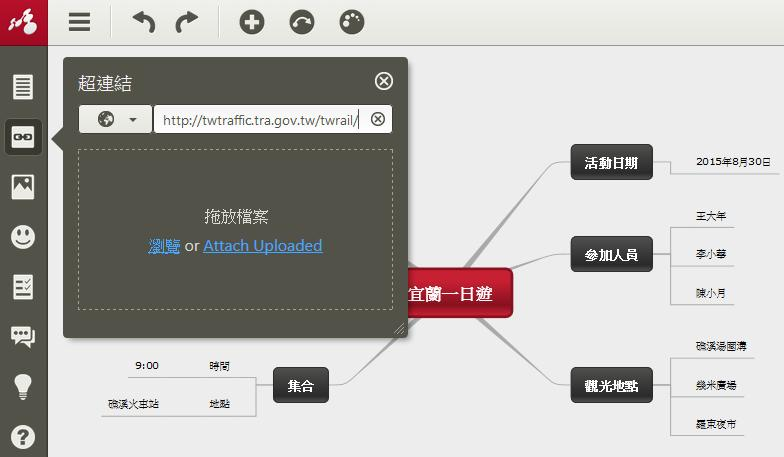 超連結
http://twtraffic.tra.gov.tw/twrail/
拖放檔案
瀏覽 or Attach Uploaded
宜蘭一日遊
活動日期
2015年8月30日
參加人員
王大年
李小華
陳小月
觀光地點
礁溪湯圍溝
幾米廣場
羅東夜市
集合
9:00 時間
礁溪火車站 地點
?